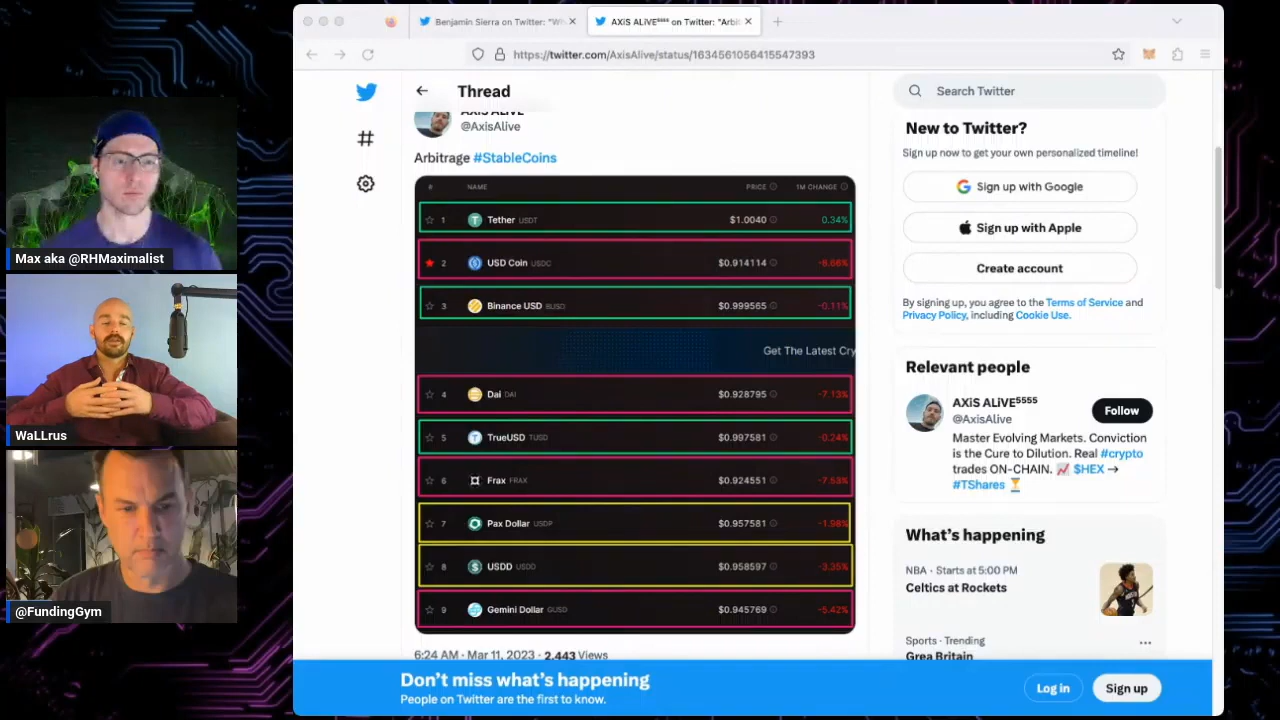 Benjamin Sierra on Twitter: "Wh
AXiS ALiVE⁵⁵⁵⁵ on Twitter: "Arbit
https://twitter.com/AxisAlive/status/1634561056415547393
Thread
AXiS ALiVE
@AxisAlive
Arbitrage #StableCoins
# NAME PRICE 1M CHANGE
1 Tether USDT $1.0040 0.34%
2 USD Coin USDC $0.914114 -8.66%
3 Binance USD BUSD $0.999565 -0.11%
Get The Latest Cry
4 Dai DAI $0.928795 -7.13%
5 TrueUSD TUSD $0.997581 -0.24%
6 Frax FRAX $0.924551 -7.53%
7 Pax Dollar USDP $0.957581 -1.98%
8 USDD USDD $0.958597 -3.35%
9 Gemini Dollar GUSD $0.945769 -5.42%
6:24 AM · Mar 11, 2023 · 2,443 Views
Search Twitter
New to Twitter?
Sign up now to get your own personalized timeline!
Sign up with Google
Sign up with Apple
Create account
By signing up, you agree to the Terms of Service and
Privacy Policy, including Cookie Use.
Relevant people
AXiS ALiVE⁵⁵⁵⁵
@AxisAlive
Follow
Master Evolving Markets. Conviction
is the Cure to Dilution. Real #crypto
trades ON-CHAIN. 📈 $HEX →
#TShares ⏳
What's happening
NBA · Starts at 5:00 PM
Celtics at Rockets
Sports · Trending
Grea Britain
Don't miss what's happening
People on Twitter are the first to know.
Log in
Sign up
Max aka @RHMaximalist
WaLLrus
@FundingGym